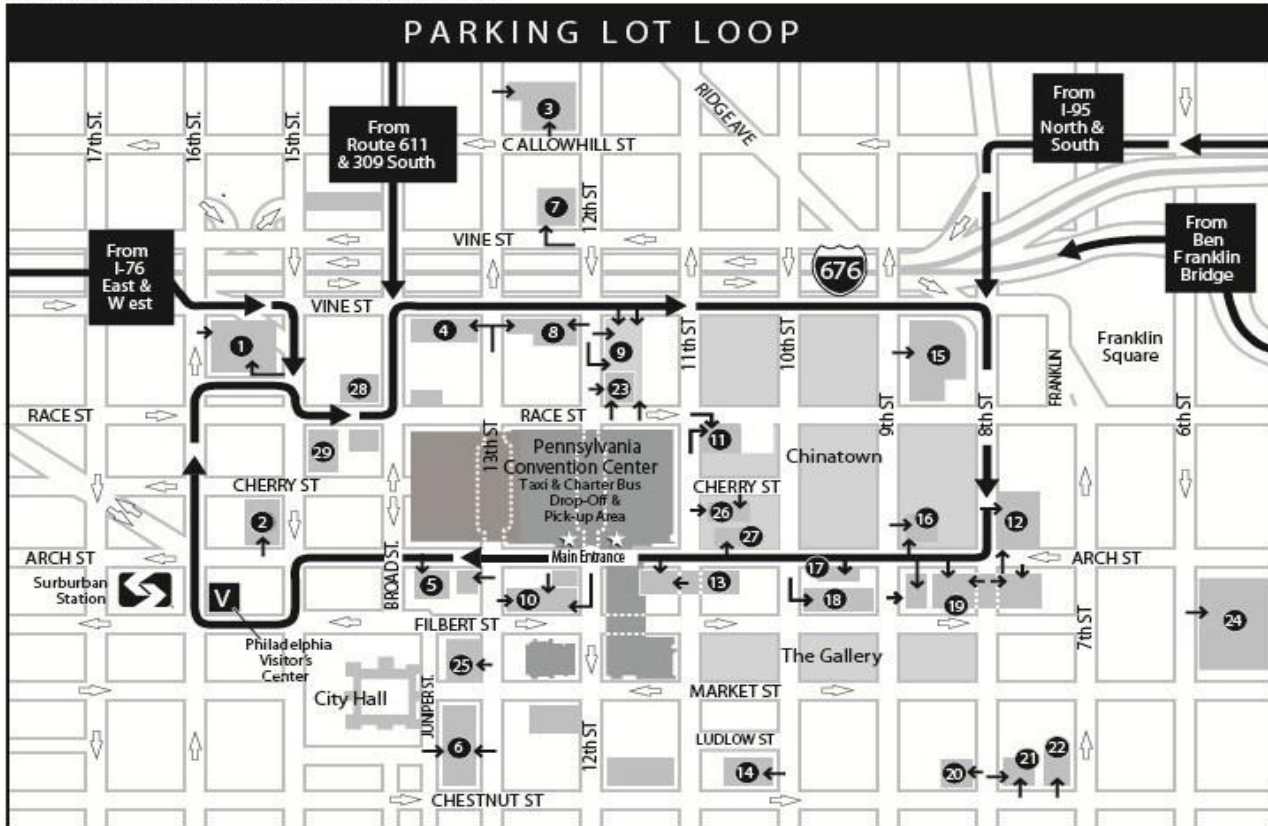 PARKING LOT LOOP
17th ST.
16th ST.
15th ST.
From
Route 611
& 309 South
3
CALLOWHILL ST
RIDGE AVE
From
I-95
North &
South
7
12th ST
VINE ST
From
I-76
East &
West
676
From
Ben
Franklin
Bridge
VINE ST
1
4
8
9
11th ST
10th ST
15
Franklin
Square
28
23
FRANKLIN
RACE ST
RACE ST
13th ST
9th ST
8th ST
6th ST
29
Pennsylvania
Convention Center
Taxi & Charter Bus
Drop-Off &
Pick-up Area
11
Chinatown
CHERRY ST
CHERRY ST
2
26
27
16
12
ARCH ST
Main Entrance
ARCH ST
BROAD ST.
Surburban
Station
V
5
10
13
17
18
19
24
FILBERT ST
7th ST
Philadelphia
Visitor's
Center
25
The Gallery
City Hall
MARKET ST
JUNIPER ST.
6
12th ST
LUDLOW ST
14
20
21
22
CHESTNUT ST